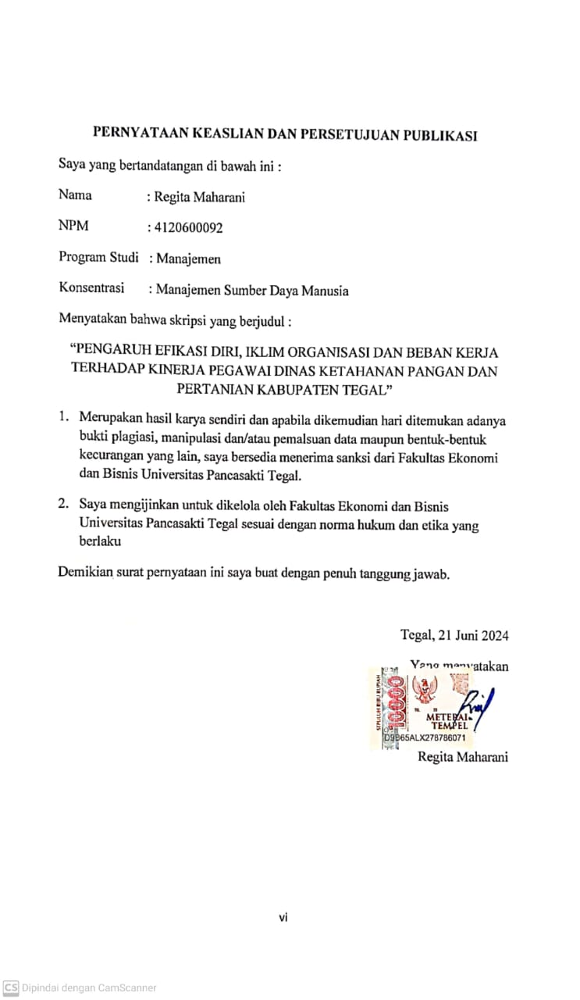 PERNYATAAN KEASLIAN DAN PERSETUJUAN PUBLIKASI
Saya yang bertandatangan di bawah ini :
Nama : Regita Maharani
NPM : 4120600092
Program Studi : Manajemen
Konsentrasi : Manajemen Sumber Daya Manusia
Menyatakan bahwa skripsi yang berjudul :
“PENGARUH EFIKASI DIRI, IKLIM ORGANISASI DAN BEBAN KERJA
TERHADAP KINERJA PEGAWAI DINAS KETAHANAN PANGAN DAN
PERTANIAN KABUPATEN TEGAL”
1. Merupakan hasil karya sendiri dan apabila dikemudian hari ditemukan adanya
bukti plagiasi, manipulasi dan/atau pemalsuan data maupun bentuk-bentuk
kecurangan yang lain, saya bersedia menerima sanksi dari Fakultas Ekonomi
dan Bisnis Universitas Pancasakti Tegal.
2. Saya mengijinkan untuk dikelola oleh Fakultas Ekonomi dan Bisnis
Universitas Pancasakti Tegal sesuai dengan norma hukum dan etika yang
berlaku
Demikian surat pernyataan ini saya buat dengan penuh tanggung jawab.
Tegal, 21 Juni 2024
Yang menyatakan
SEPULUH RIBU RUPIAH
10000
METERAI
TEMPEL
D9B65ALX278786071
Regita Maharani
vi
CS Dipindai dengan CamScanner